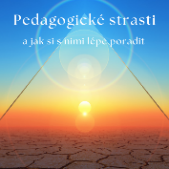 Pedagogické strasti
a jak si s nimi lépe poradit